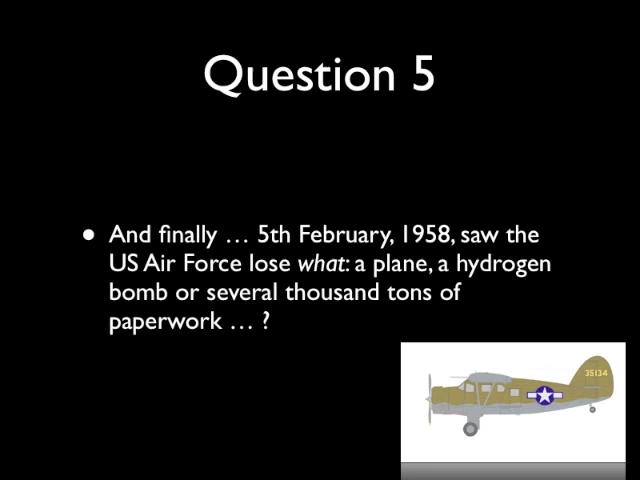 Question 5
• And finally … 5th February, 1958, saw the
US Air Force lose what: a plane, a hydrogen
bomb or several thousand tons of
paperwork … ?
35134